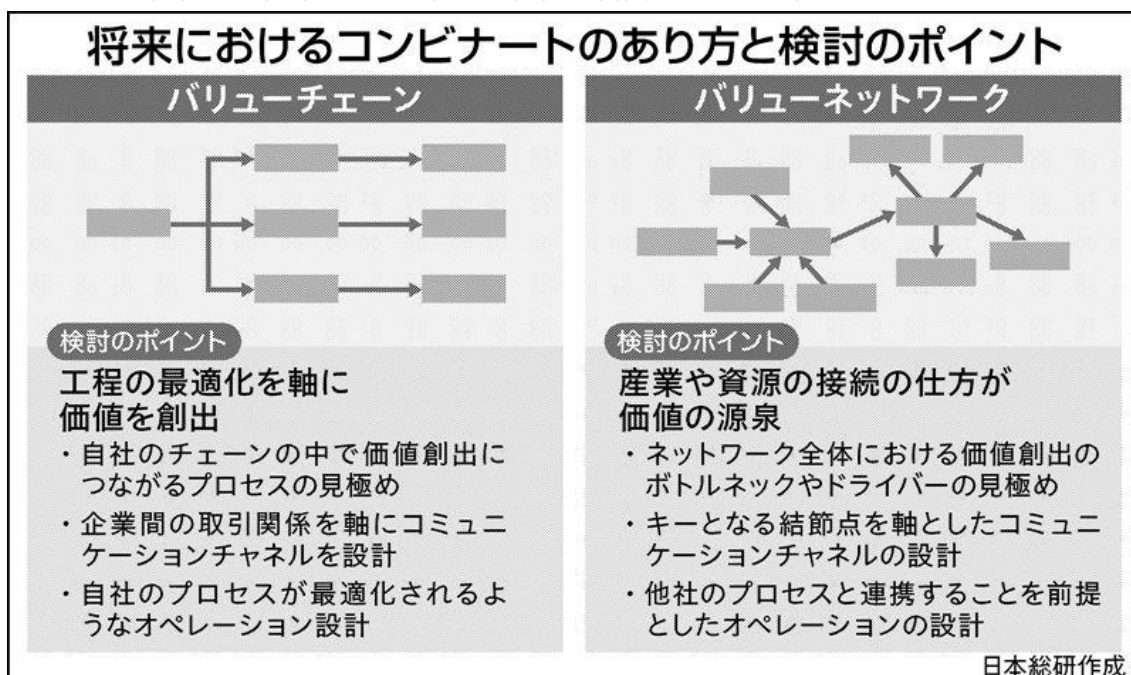 将来におけるコンビナートのあり方と検討のポイント
バリューチェーン
検討のポイント
工程の最適化を軸に
価値を創出
・自社のチェーンの中で価値創出に
つながるプロセスの見極め
・企業間の取引関係を軸にコミュニ
ケーションチャネルを設計
・自社のプロセスが最適化されるよ
うなオペレーション設計
バリューネットワーク
検討のポイント
産業や資源の接続の仕方が
価値の源泉
・ネットワーク全体における価値創出の
ボトルネックやドライバーの見極め
・キーとなる結節点を軸としたコミュニ
ケーションチャネルの設計
・他社のプロセスと連携することを前提
としたオペレーションの設計
日本総研作成